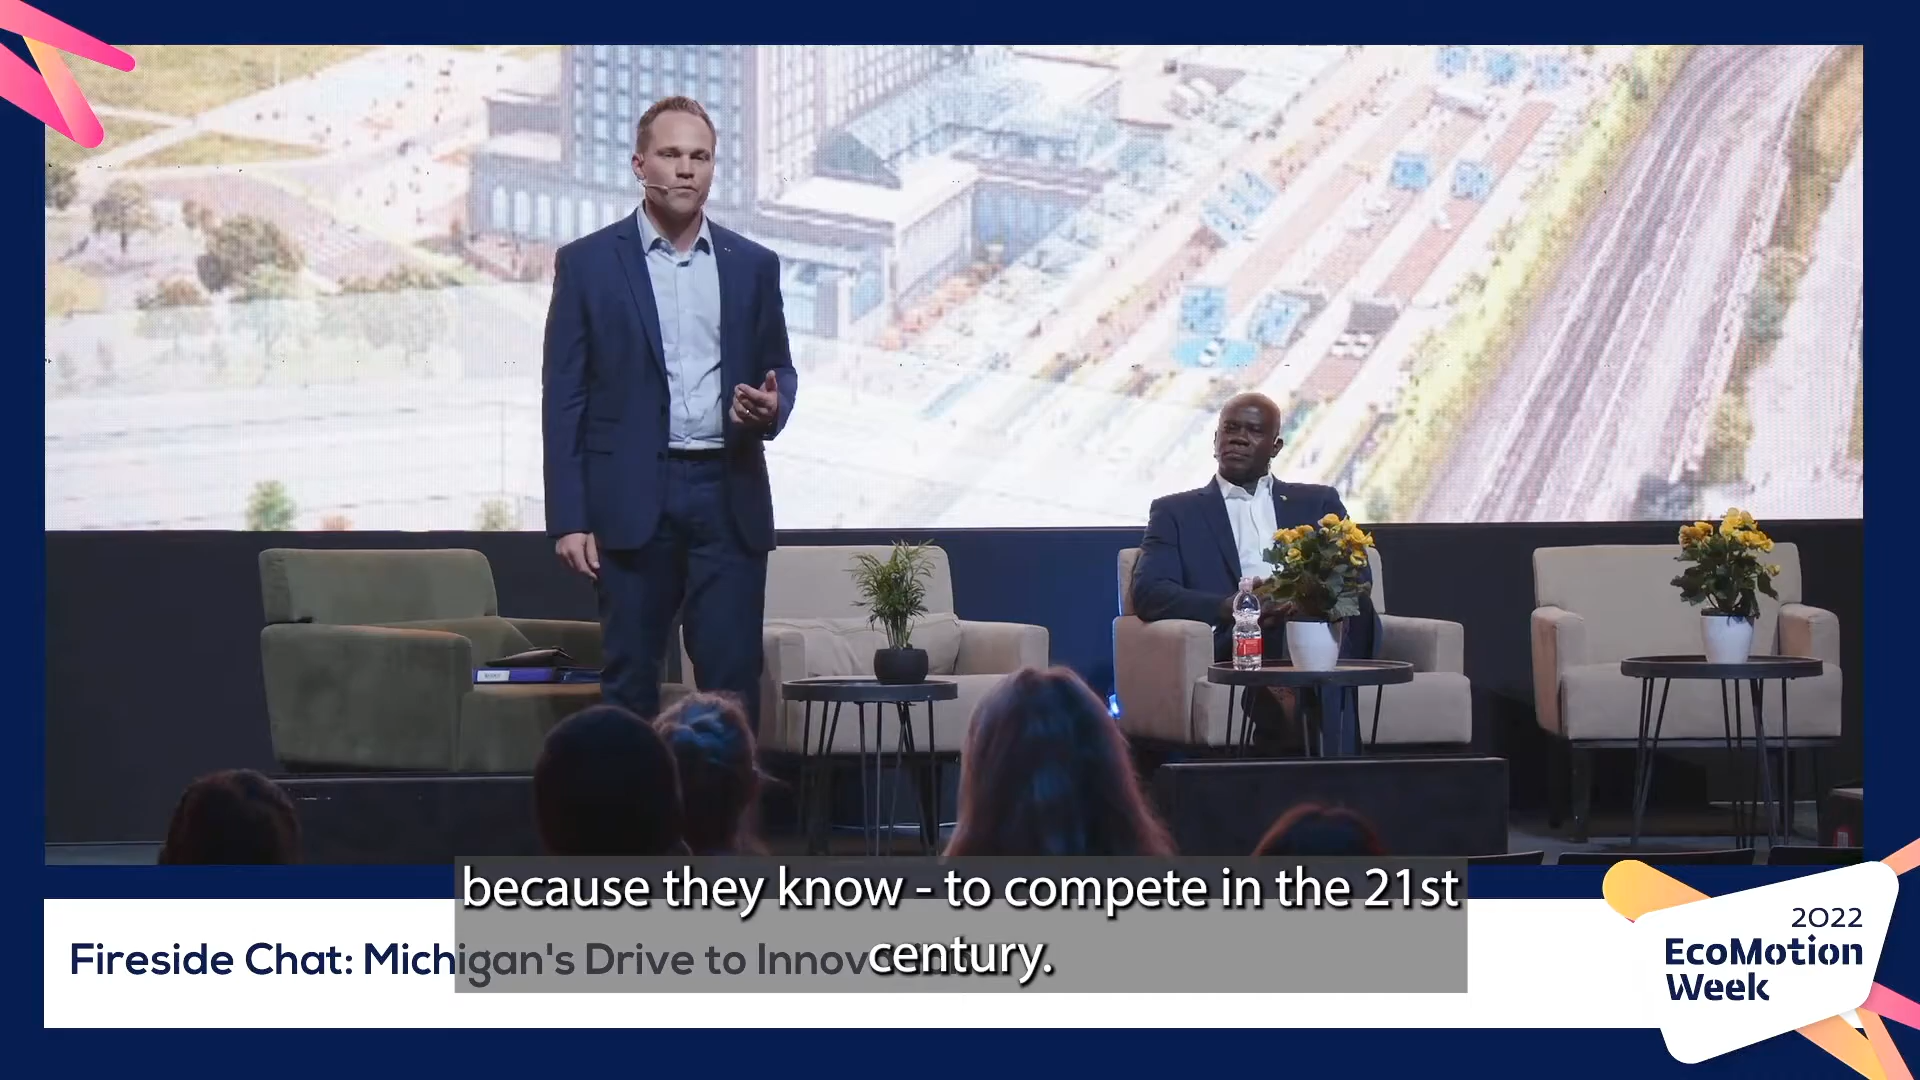 because they know - to compete in the 21st
century.
Fireside Chat: Michigan's Drive to Innov
2022
EcoMotion
Week